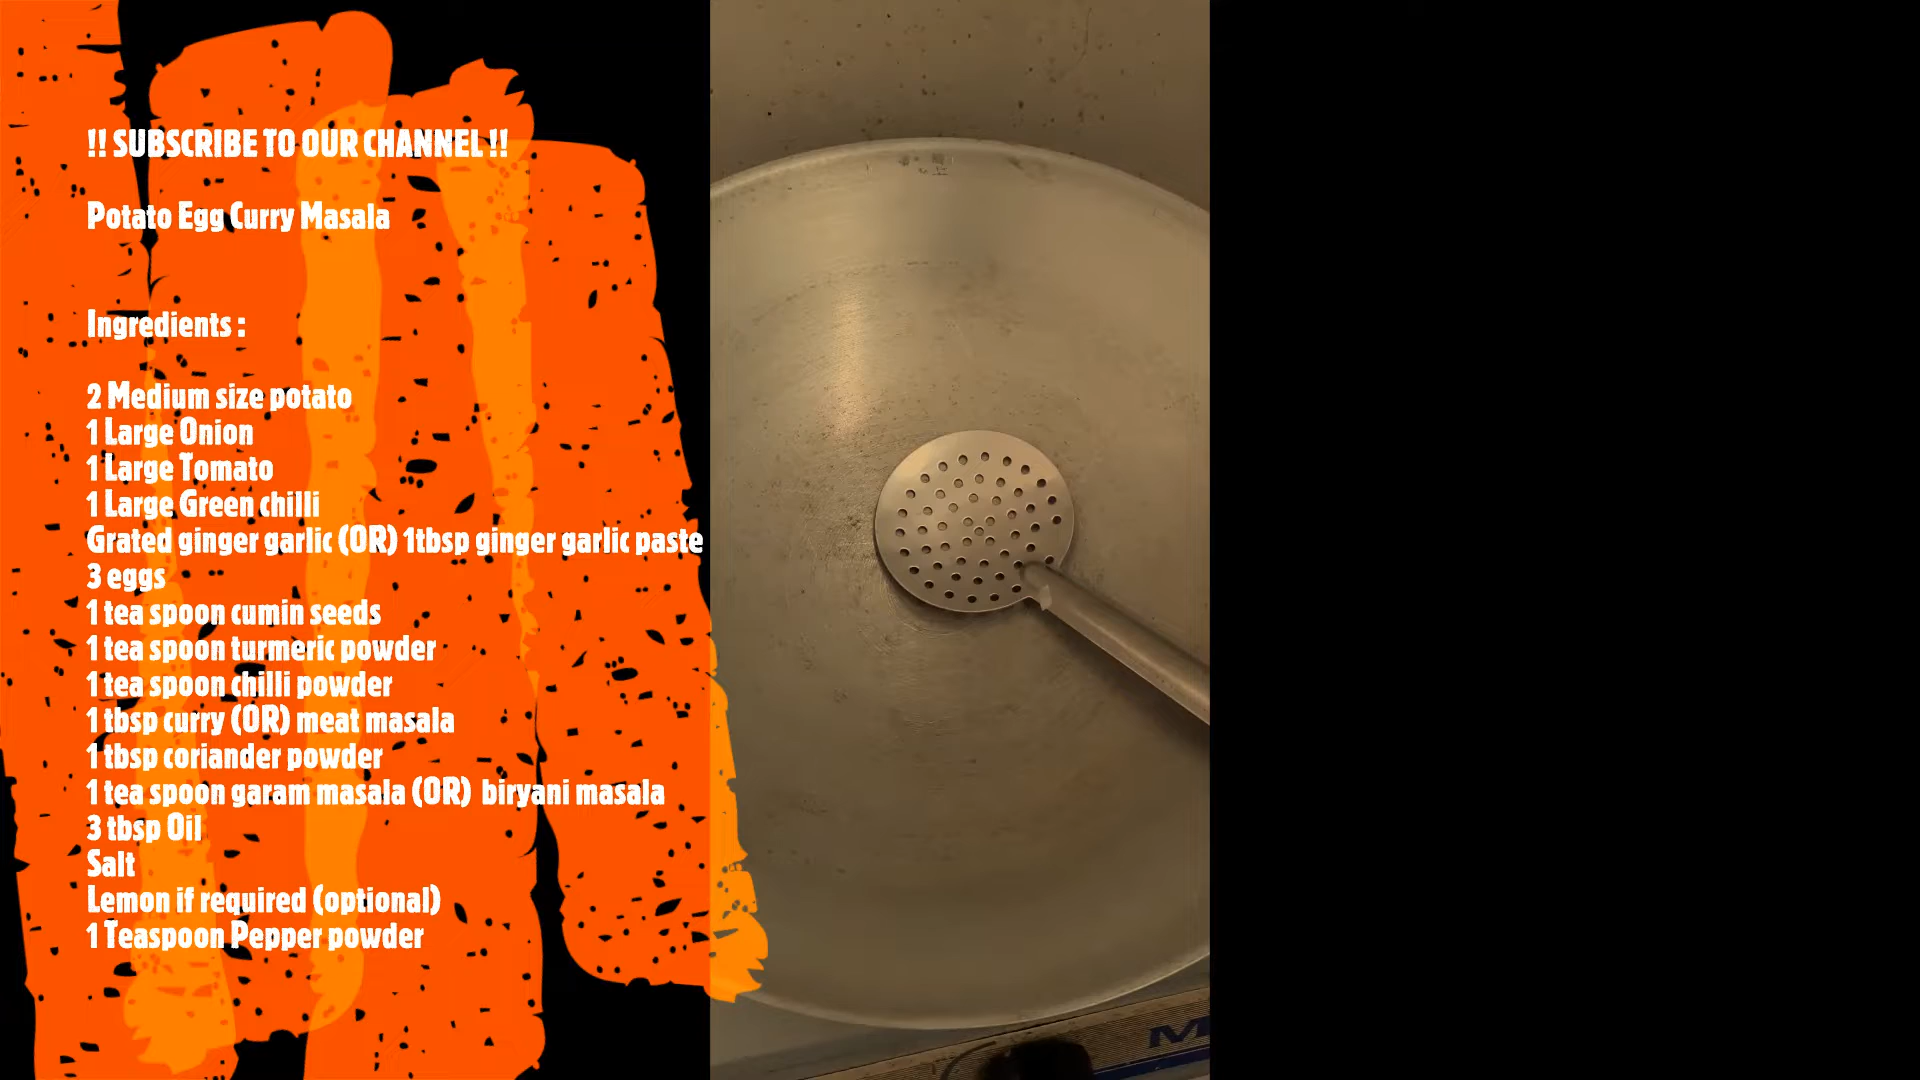 !! SUBSCRIBE TO OUR CHANNEL !!
Potato Egg Curry Masala
Ingredients :
2 Medium size potato
1 Large Onion
1 Large Tomato
1 Large Green chilli
Grated ginger garlic (OR) 1tbsp ginger garlic paste
3 eggs
1 tea spoon cumin seeds
1 tea spoon turmeric powder
1 tea spoon chilli powder
1 tbsp curry (OR) meat masala
1 tbsp coriander powder
1 tea spoon garam masala (OR) biryani masala
3 tbsp Oil
Salt
Lemon if required (optional)
1 Teaspoon Pepper powder